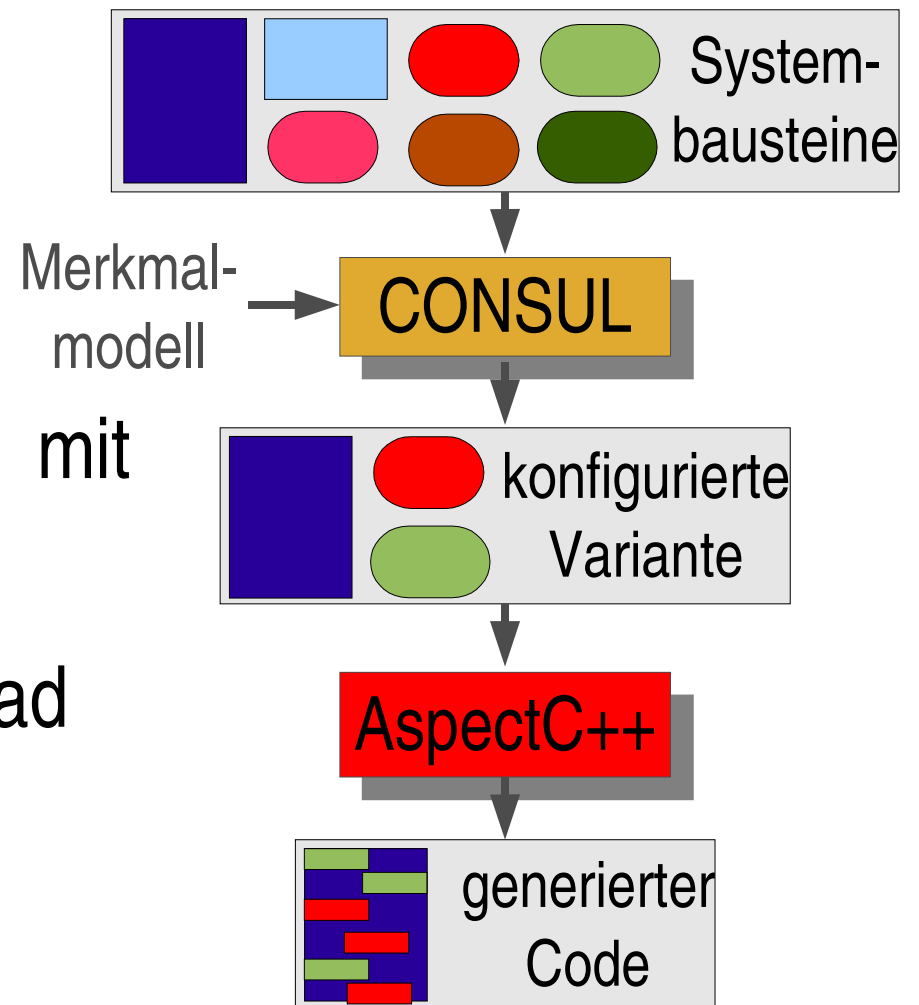 System-
bausteine
Merkmal-
modell
CONSUL
mit
konfigurierte
Variante
ad
AspectC++
generierter
Code